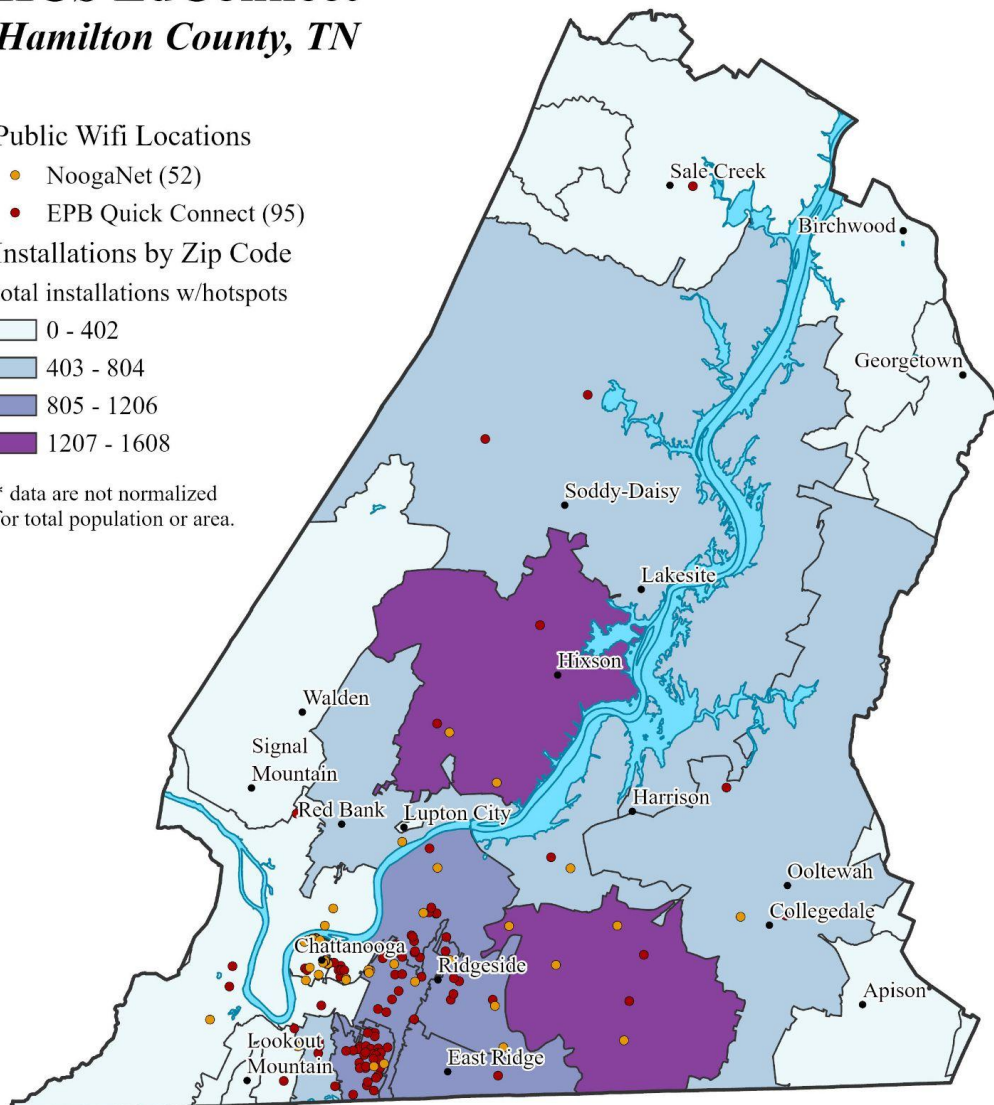 Hamilton County, TN
Public Wifi Locations
NoogaNet (52)
EPB Quick Connect (95)
Installations by Zip Code
total installations w/hotspots
0 - 402
403 - 804
805 - 1206
1207 - 1608
* data are not normalized
for total population or area.
Sale Creek
Birchwood
Georgetown
Soddy-Daisy
Lakesite
Hixson
Walden
Signal
Mountain
Red Bank
Lupton City
Harrison
Ooltewah
Collegedale
Chattanooga
Ridgeside
Apison
Lookout
Mountain
East Ridge